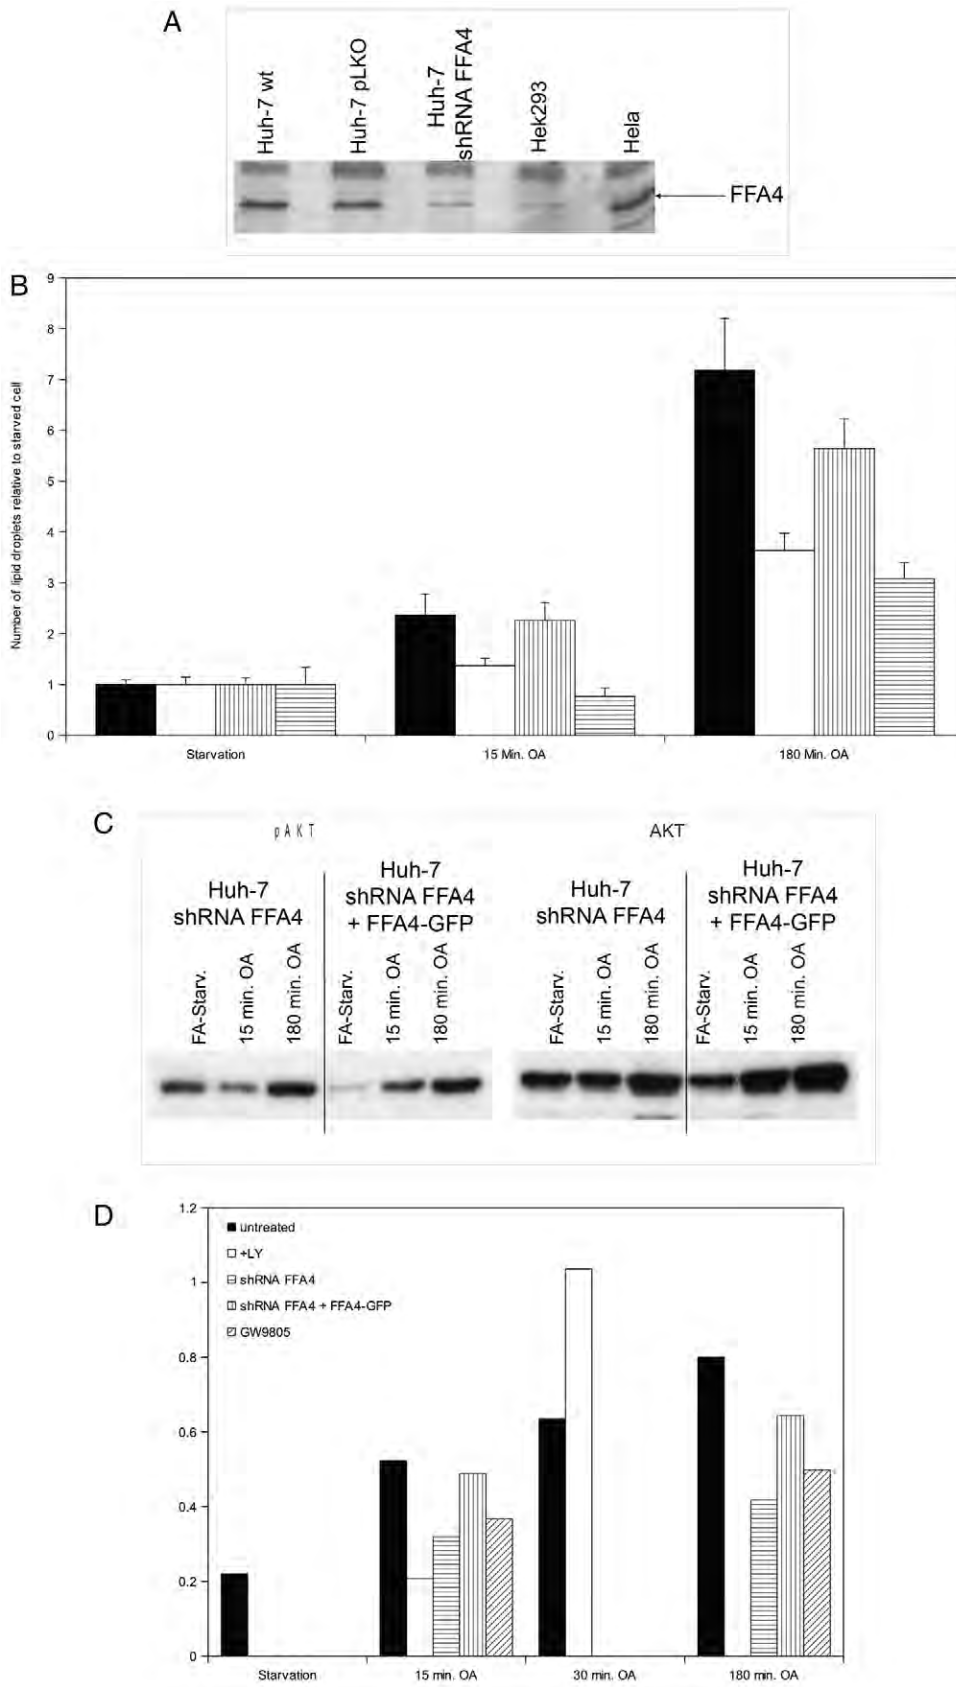 A
Huh-7 wt
Huh-7 pLKO
Huh-7
shRNA FFA4
Hek293
Hela
FFA4
B
Number of lipid droplets relative to starved cell
9
8
7
6
5
4
3
2
1
0
Starvation
15 Min. OA
180 Min. OA
C
pAKT
AKT
Huh-7
shRNA FFA4
Huh-7
shRNA FFA4
+ FFA4-GFP
Huh-7
shRNA FFA4
Huh-7
shRNA FFA4
+ FFA4-GFP
FA-Starv.
15 min. OA
180 min. OA
FA-Starv.
15 min. OA
180 min. OA
FA-Starv.
15 min. OA
180 min. OA
FA-Starv.
15 min. OA
180 min. OA
D
1.2
1
0.8
0.6
0.4
0.2
0
untreated
+LY
shRNA FFA4
shRNA FFA4 + FFA4-GFP
GW9805
Starvation
15 min. OA
30 min. OA
180 min. OA